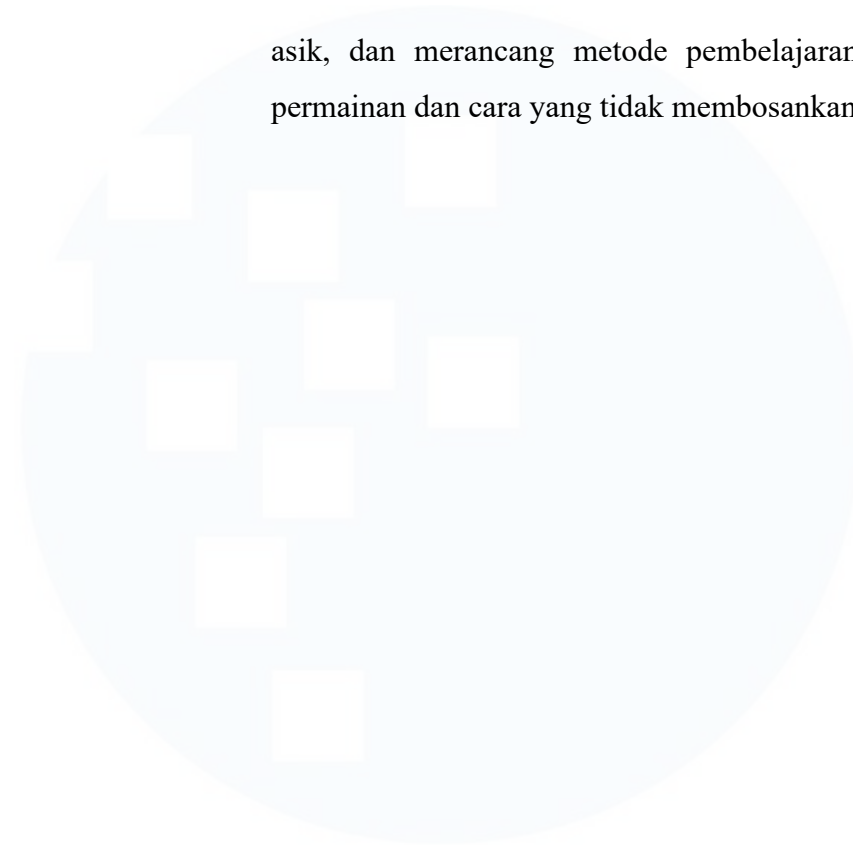 asik, dan merancang metode pembelajaran
permainan dan cara yang tidak membosankan